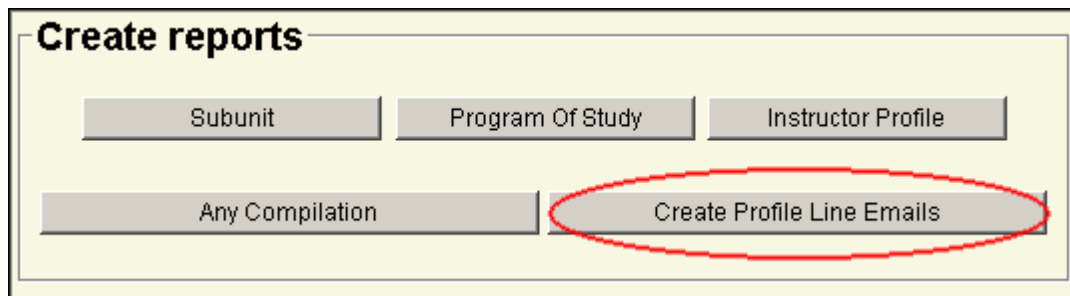 Create reports
Subunit
Program Of Study
Instructor Profile
Any Compilation
Create Profile Line Emails